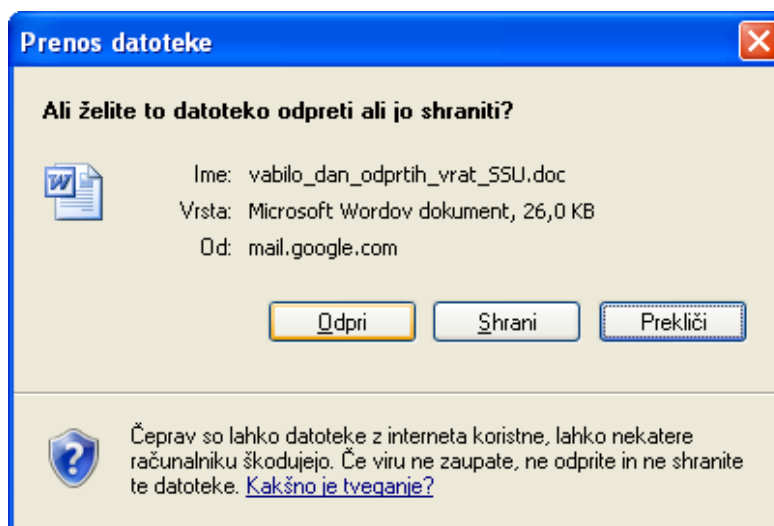 Prenos datoteke
Ali želite to datoteko odpreti ali jo shraniti?
Ime: vabilo_dan_odprtih_vrat_SSU.doc
Vrsta: Microsoft Wordov dokument, 26,0 KB
Od: mail.google.com
Odpri Shrani Prekliči
Čeprav so lahko datoteke z interneta koristne, lahko nekatere
računalniku škodujejo. Če viru ne zaupate, ne odprite in ne shranite
te datoteke. Kakšno je tveganje?